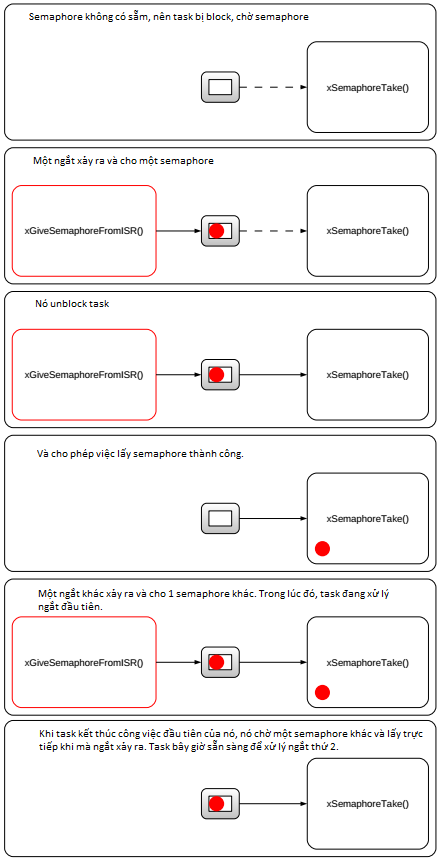 Semaphore không có sẵm, nên task bị block, chờ semaphore
xSemaphoreTake()
Một ngắt xảy ra và cho một semaphore
xGiveSemaphoreFromISR()
xSemaphoreTake()
Nó unblock task
xGiveSemaphoreFromISR()
xSemaphoreTake()
Và cho phép việc lấy semaphore thành công.
xSemaphoreTake()
Một ngắt khác xảy ra và cho 1 semaphore khác. Trong lúc đó, task đang xử lý
ngắt đầu tiên.
xGiveSemaphoreFromISR()
xSemaphoreTake()
Khi task kết thúc công việc đầu tiên của nó, nó chờ một semaphore khác và lấy trực
tiếp khi mà ngắt xảy ra. Task bây giờ sẵn sàng để xử lý ngắt thứ 2.
xSemaphoreTake()